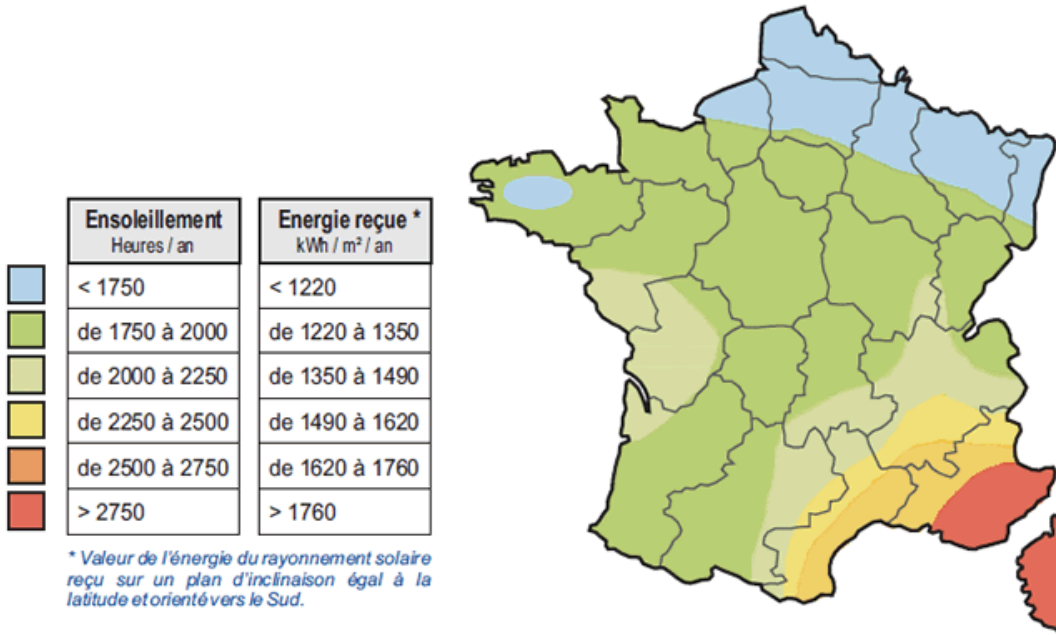 Ensoleillement
Heures / an
Energie reçue *
kWh / m² / an
< 1750
< 1220
de 1750 à 2000
de 1220 à 1350
de 2000 à 2250
de 1350 à 1490
de 2250 à 2500
de 1490 à 1620
de 2500 à 2750
de 1620 à 1760
> 2750
> 1760
* Valeur de l'énergie du rayonnement solaire
reçu sur un plan d'inclinaison égal à la
latitude et orienté vers le Sud.